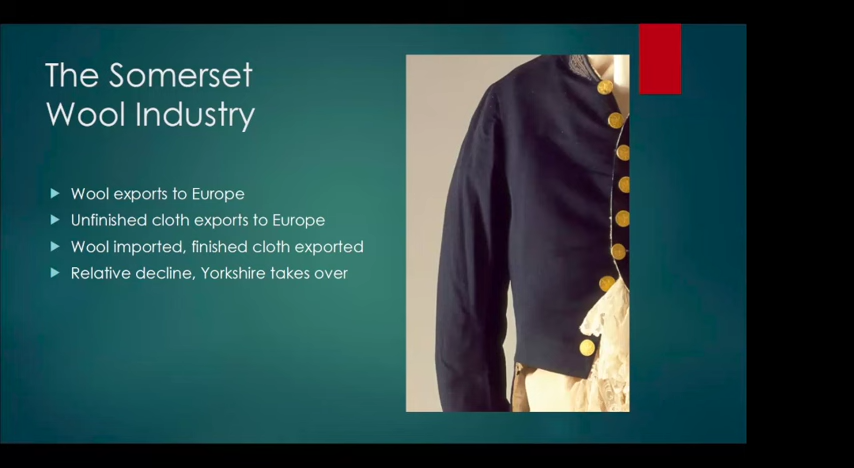 The Somerset
Wool Industry
Wool exports to Europe
Unfinished cloth exports to Europe
Wool imported, finished cloth exported
Relative decline, Yorkshire takes over